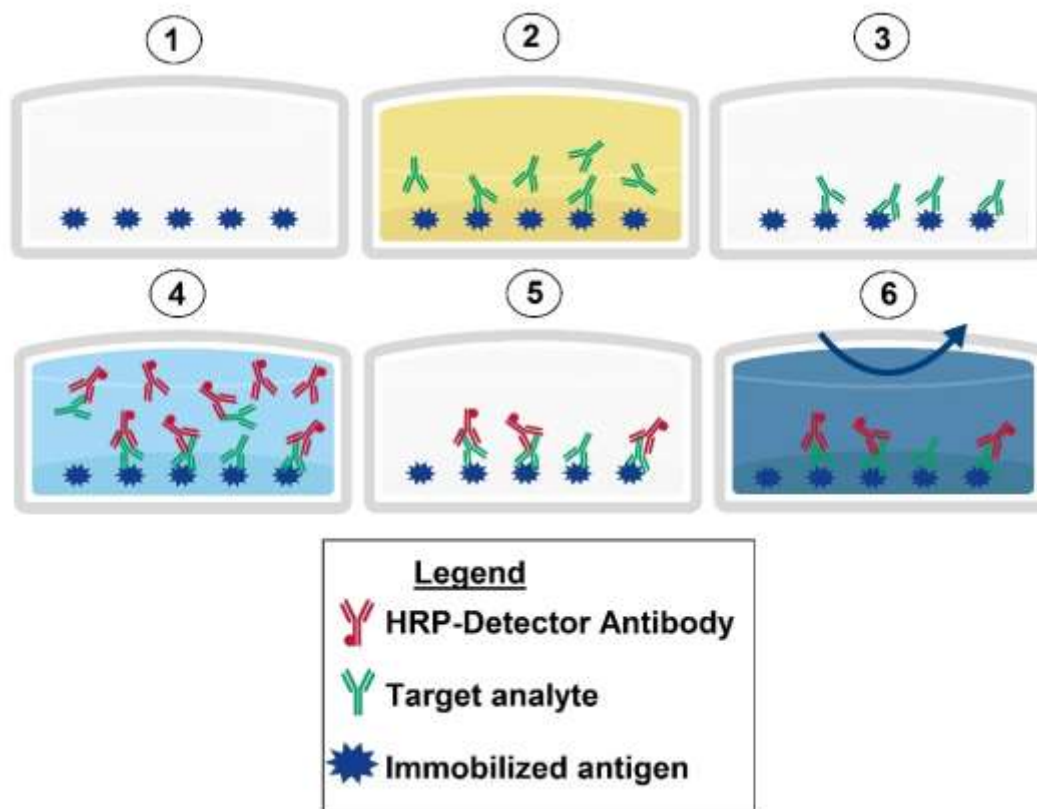 1
2
3
4
5
6
Legend
HRP-Detector Antibody
Target analyte
Immobilized antigen